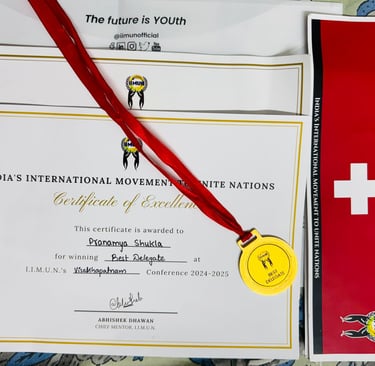 The future is YOUth
@iimunofficial
IIMUN
DIA'S INTERNATIONAL MOVEMENT TO UNITE NATIONS
Certificate of Excellen
This certificate is awarded to
Pranamya Shukla
for winning Best Delegate at
I.I.M.U.N.'s Visakhapatnam Conference 2024-2025
ABHISHEK DHAWAN
CHIEF MENTOR, I.I.M.U.N.
BEST
DELEGATE
INDIA'S INTERNATIONAL MOVEMENT TO UNITE NATIONS